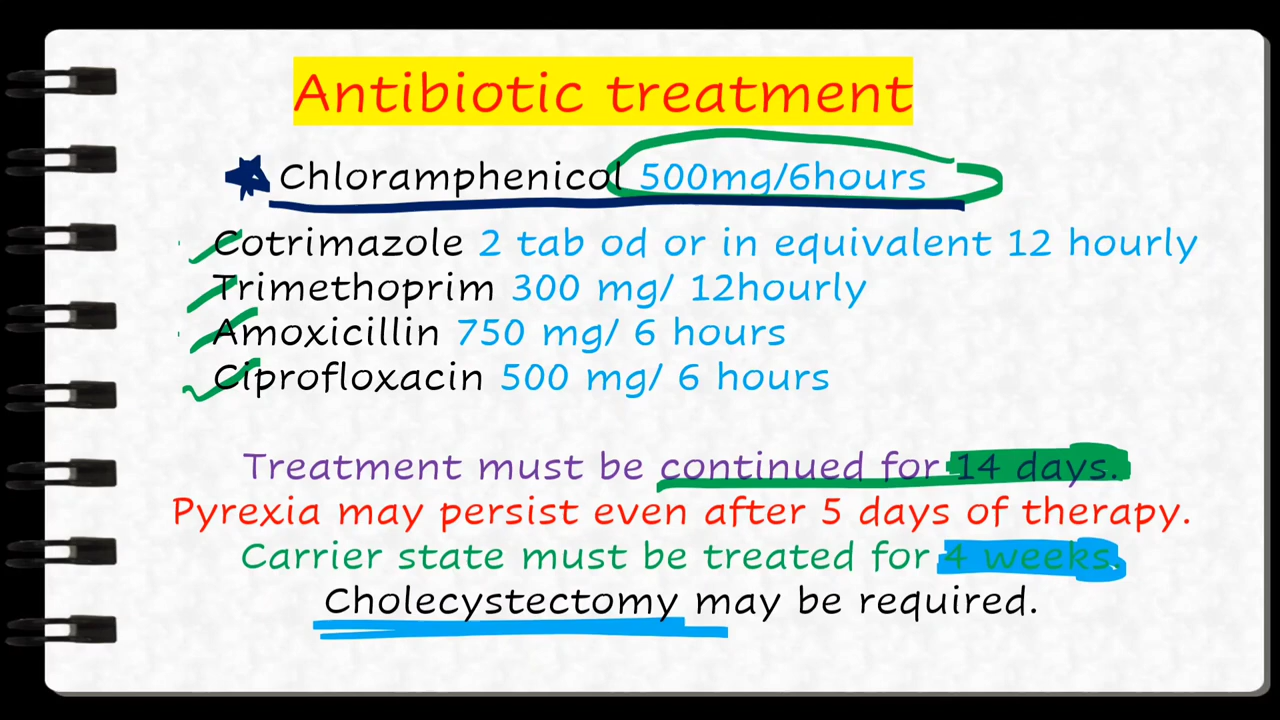 Antibiotic treatment
Chloramphenicol 500mg/6hours
Cotrimazole 2 tab od or in equivalent 12 hourly
Trimethoprim 300 mg/ 12hourly
Amoxicillin 750 mg/ 6 hours
Ciprofloxacin 500 mg/ 6 hours
Treatment must be continued for 14 days.
Pyrexia may persist even after 5 days of therapy.
Carrier state must be treated for 4 weeks.
Cholecystectomy may be required.